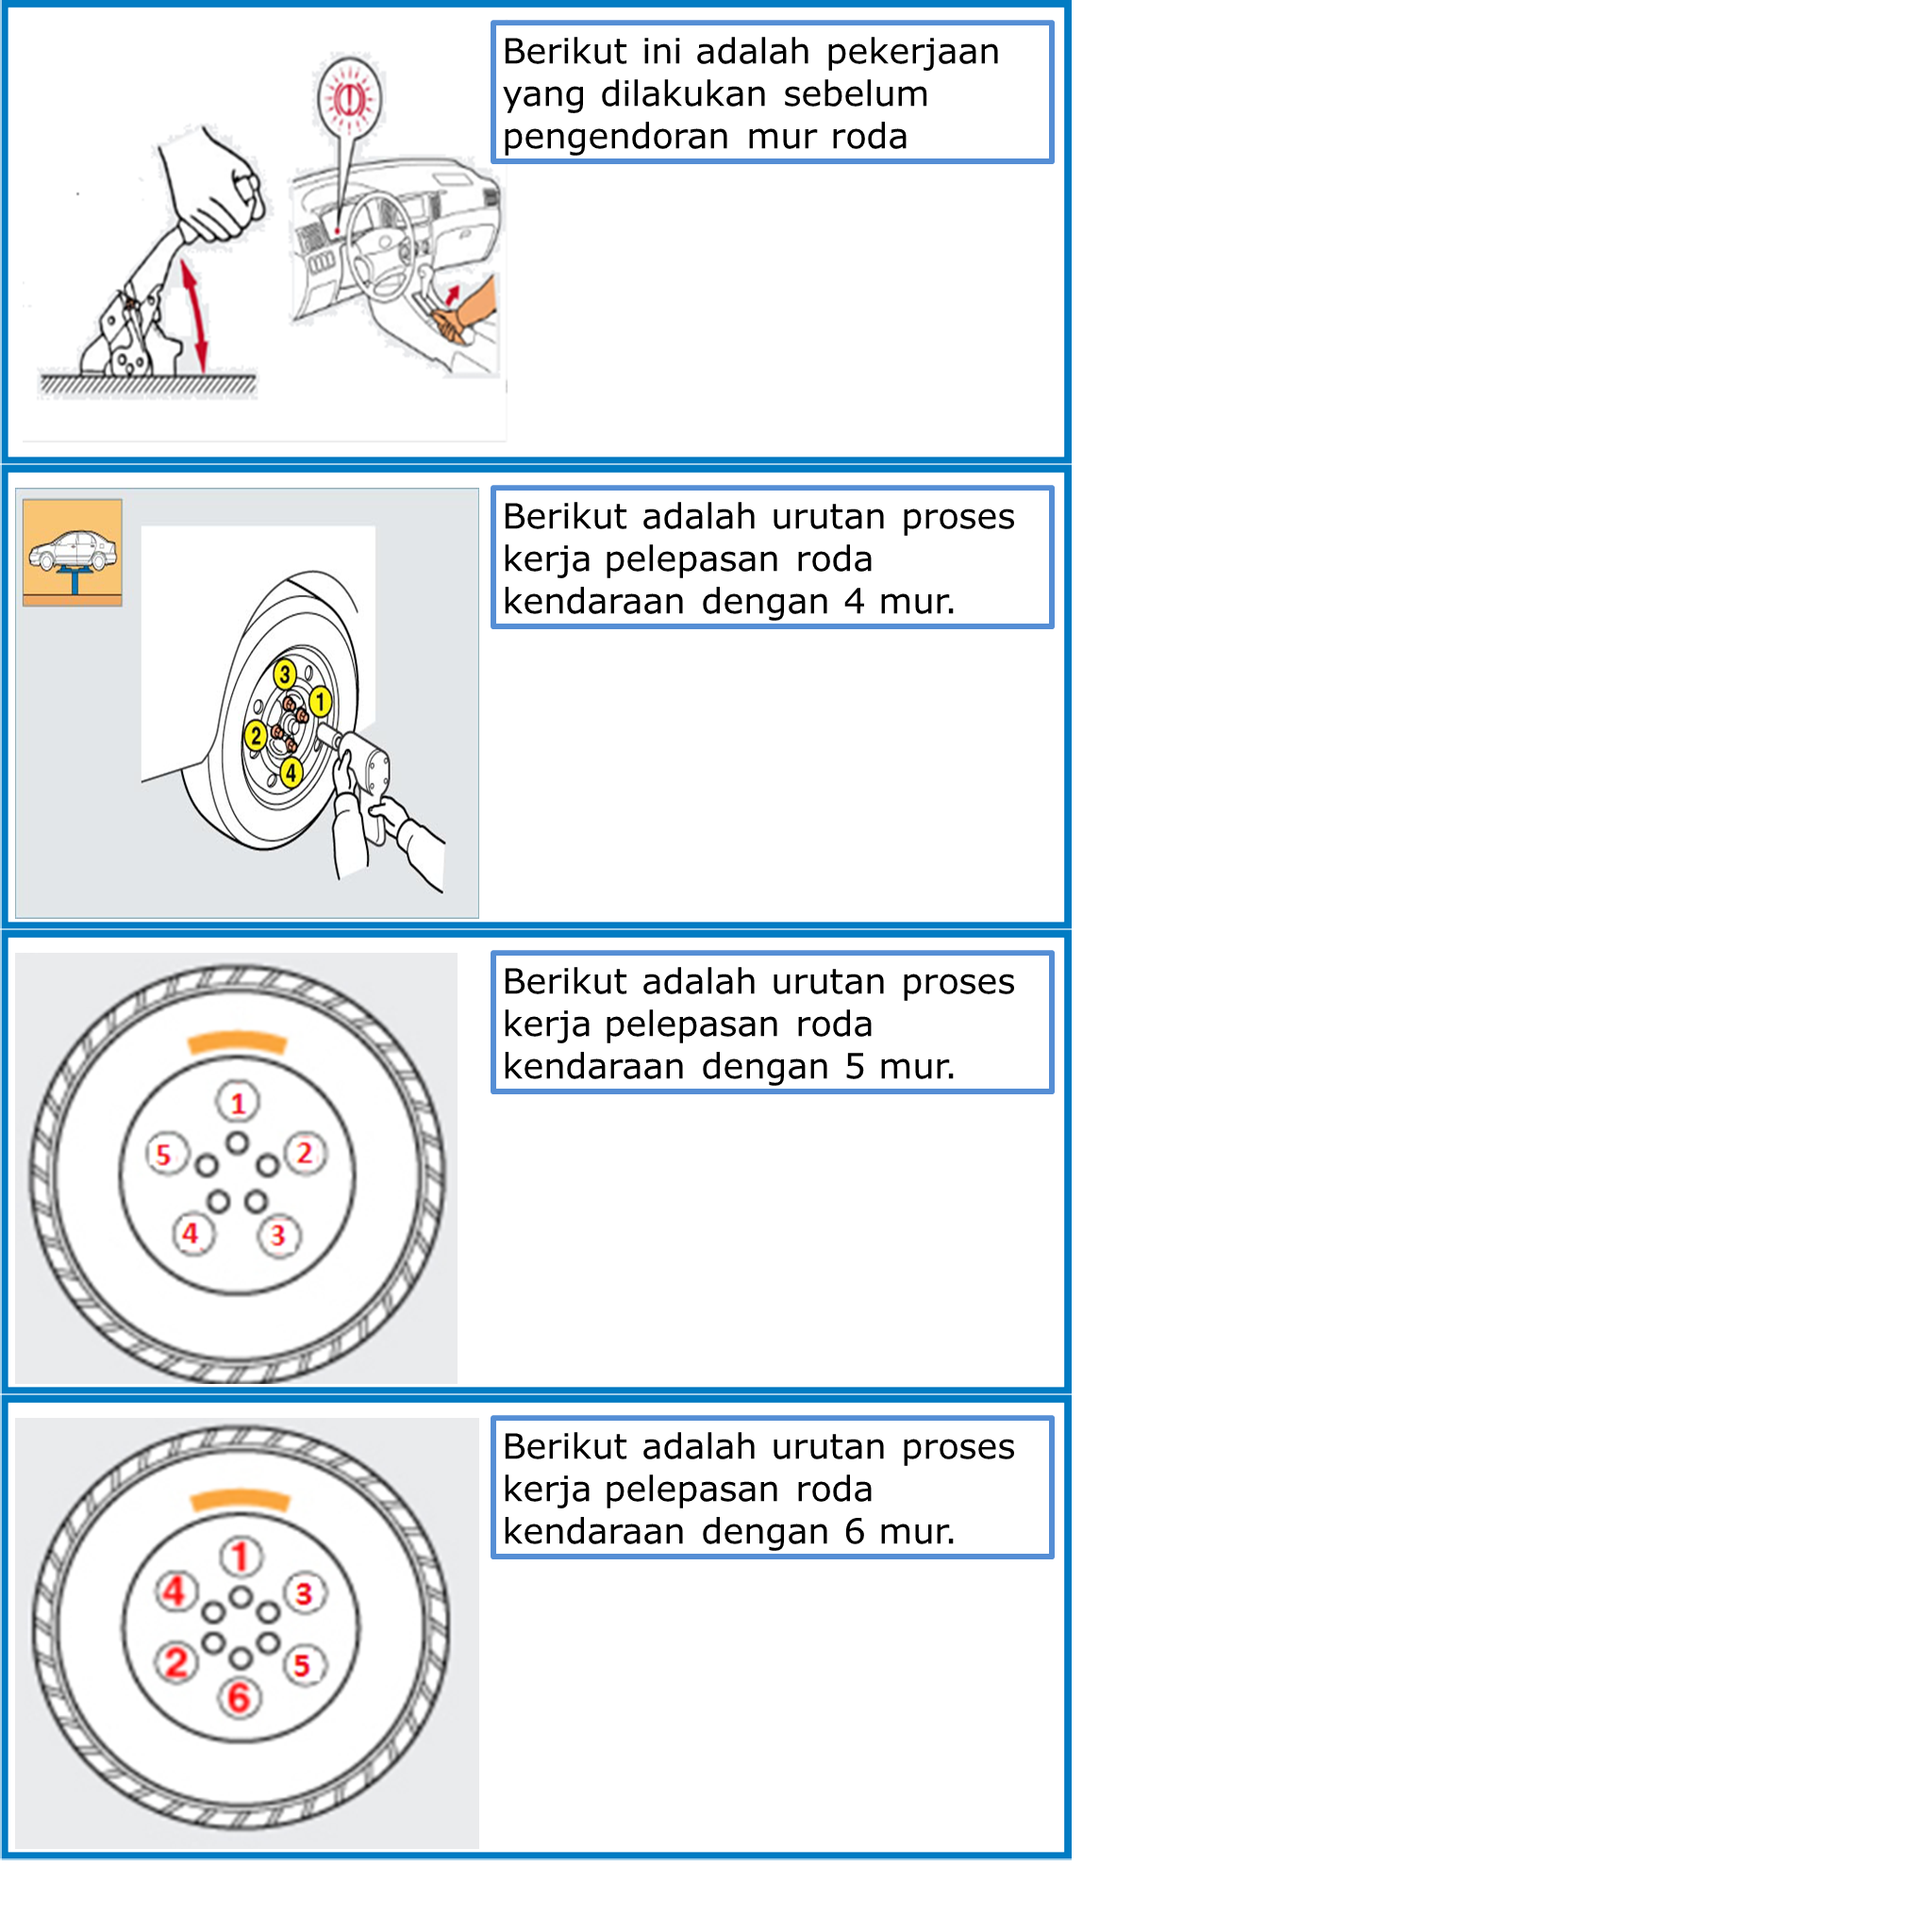 Berikut ini adalah pekerjaan
yang dilakukan sebelum
pengendoran mur roda
Berikut adalah urutan proses
kerja pelepasan roda
kendaraan dengan 4 mur.
3
1
2
4
Berikut adalah urutan proses
kerja pelepasan roda
kendaraan dengan 5 mur.
1
5 2
4 3
Berikut adalah urutan proses
kerja pelepasan roda
kendaraan dengan 6 mur.
1
4 3
2 5
6